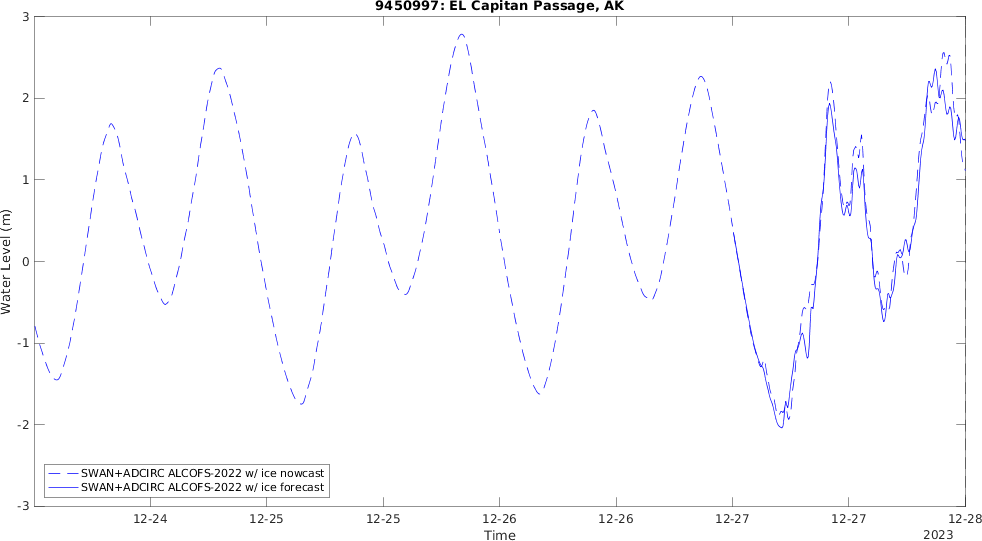 9450997: EL Capitan Passage, AK
3
2
1
0
-1
-2
-3
Water Level (m)
SWAN+ADCIRC ALCOFS-2022 w/ ice nowcast
SWAN+ADCIRC ALCOFS-2022 w/ ice forecast
12-24 12-25 12-25 12-26 12-26 12-27 12-27 12-28
Time
2023